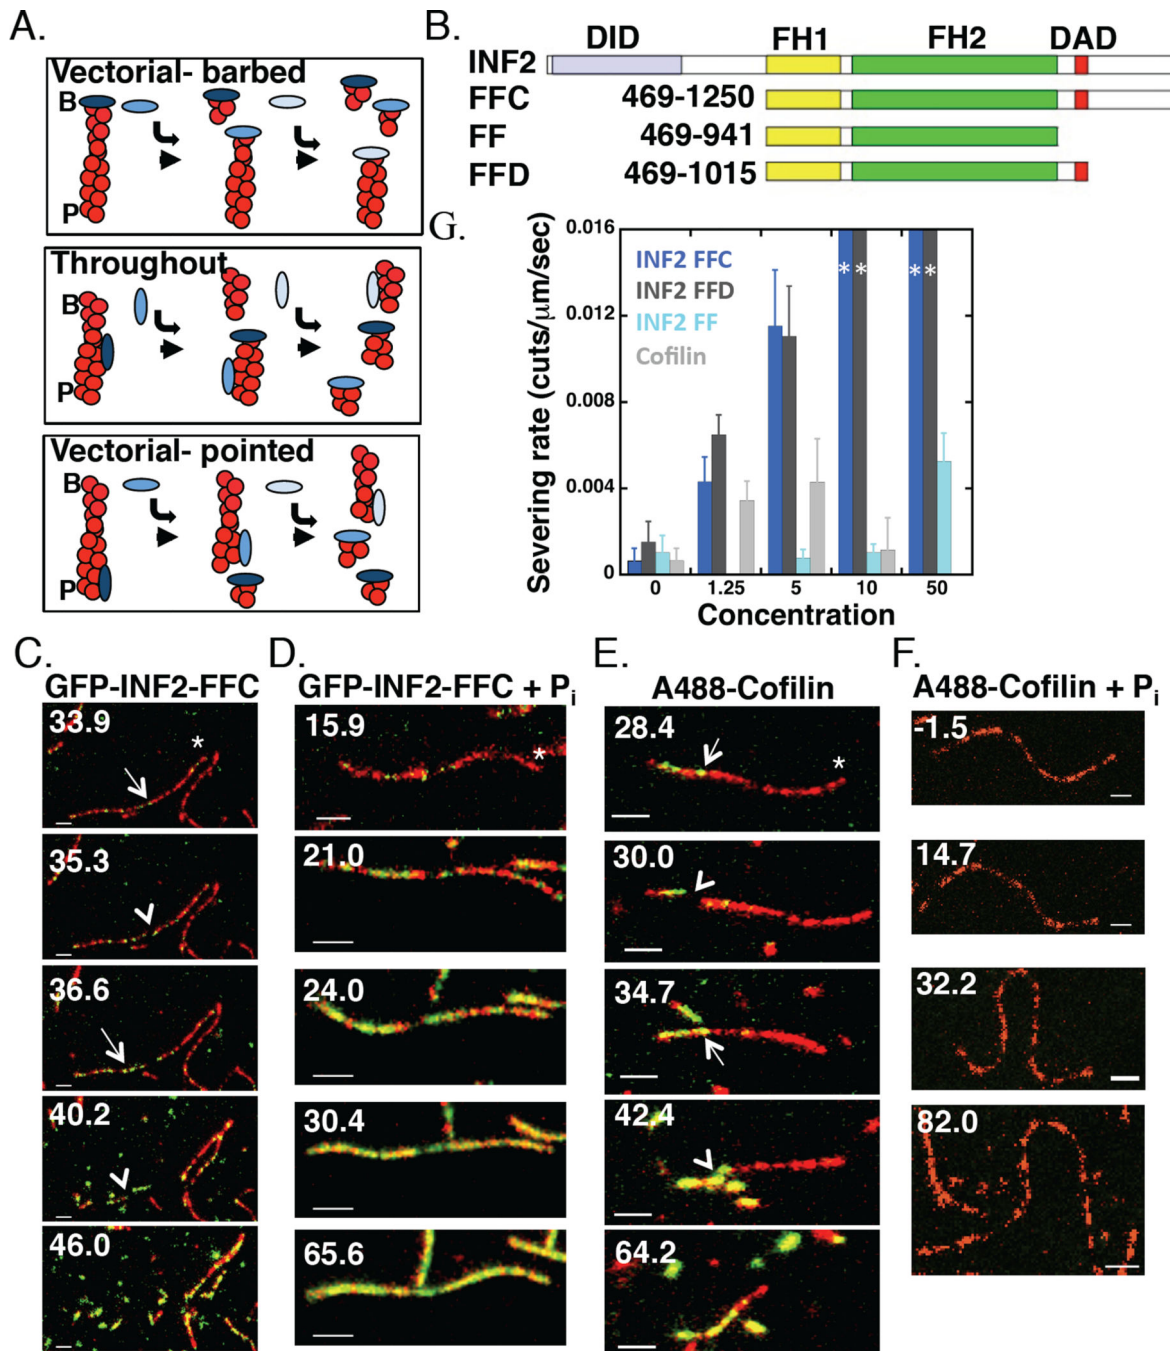 A.
Vectorial- barbed
B
P
Throughout
B
P
Vectorial- pointed
B
P
B.
DID FH1 FH2 DAD
INF2
FFC 469-1250
FF 469-941
FFD 469-1015
G.
Severing rate (cuts/µm/sec)
0.016
0.012
0.008
0.004
0
INF2 FFC
INF2 FFD
INF2 FF
Cofilin
* * * *
0 1.25 5 10 50
Concentration
C.
GFP-INF2-FFC
33.9
*
35.3
36.6
40.2
46.0
D.
GFP-INF2-FFC + Pi
15.9
*
21.0
24.0
30.4
65.6
E.
A488-Cofilin
28.4
*
30.0
34.7
42.4
64.2
F.
A488-Cofilin + Pi
-1.5
14.7
32.2
82.0